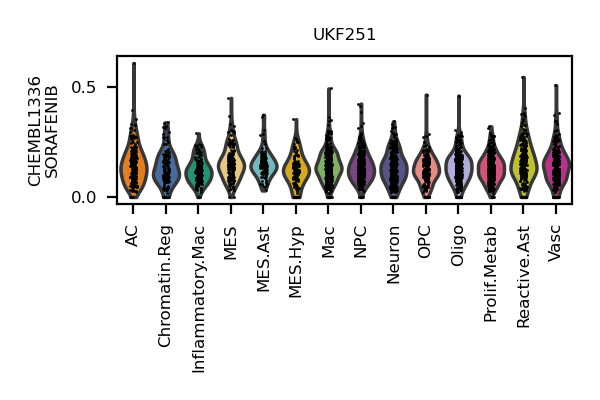 UKF251
CHEMBL1336
SORAFENIB
0.5
0.0
AC
Chromatin.Reg
Inflammatory.Mac
MES
MES.Ast
MES.Hyp
Mac
NPC
Neuron
OPC
Oligo
Prolif.Metab
Reactive.Ast
Vasc